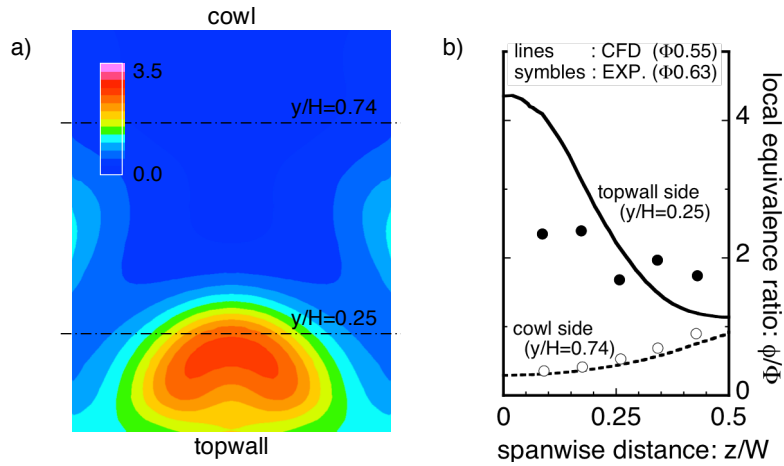 a)
cowl
3.5
0.0
y/H=0.74
y/H=0.25
topwall
b)
lines : CFD (Φ0.55)
symbles : EXP. (Φ0.63)
topwall side
(y/H=0.25)
cowl side
(y/H=0.74)
4
2
0
local equivalence ratio: ϕ/Φ
0
0.25
0.5
spanwise distance: z/W